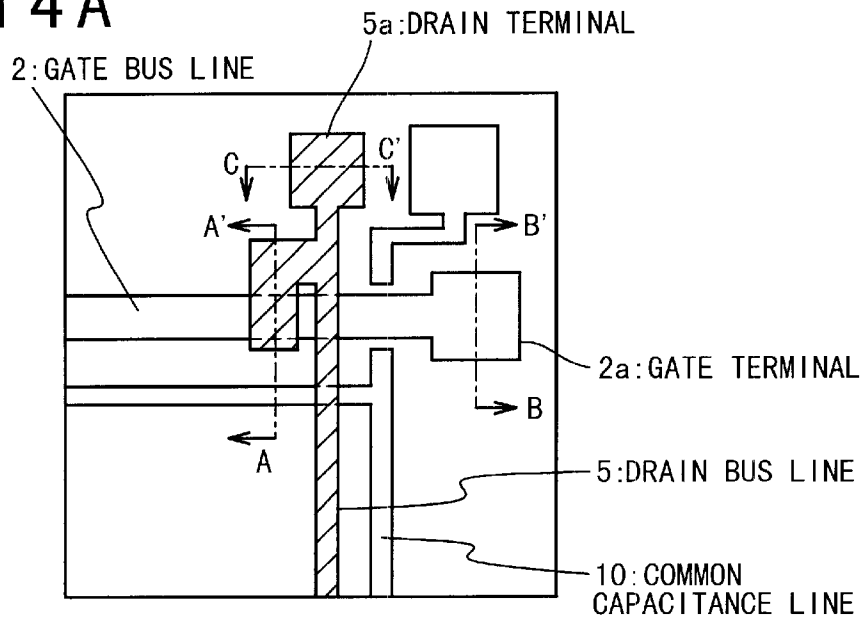 4A
5a:DRAIN TERMINAL
2:GATE BUS LINE
C
C'
A'
B'
2a:GATE TERMINAL
B
A
5:DRAIN BUS LINE
10:COMMON
CAPACITANCE LINE